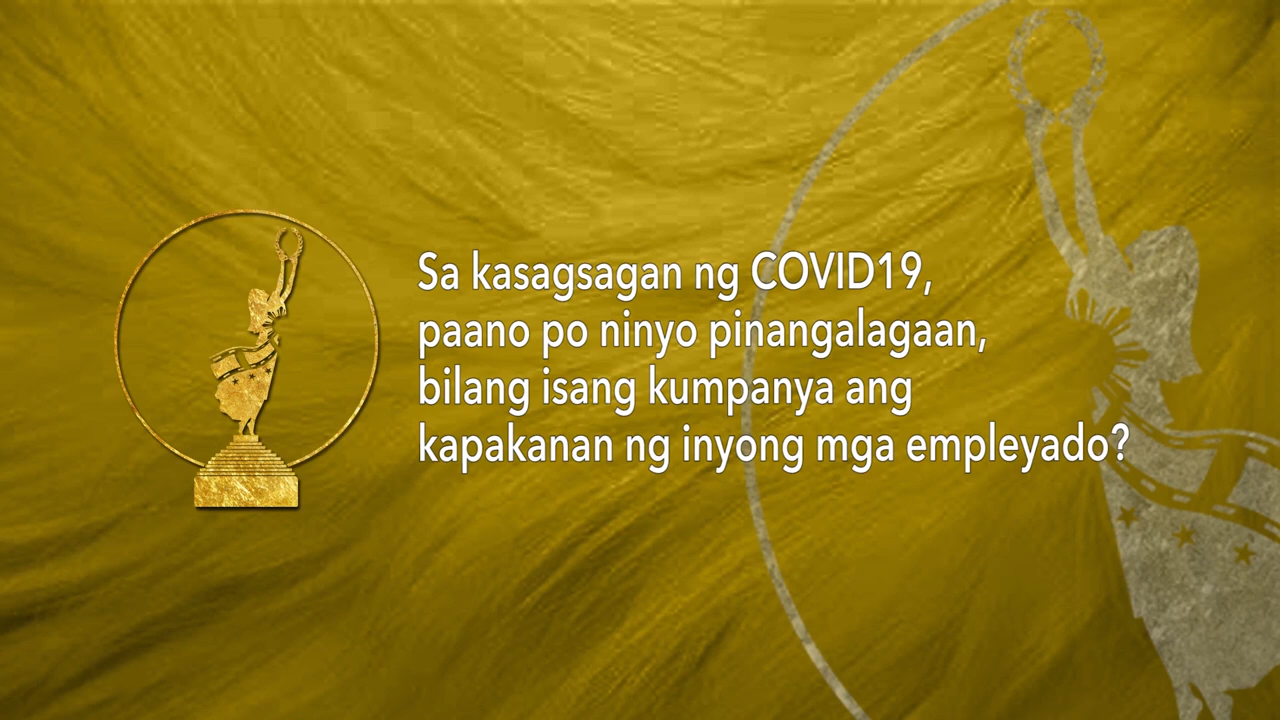 Sa kasagsagan ng COVID19,
paano po ninyo pinangalagaan,
bilang isang kumpanya ang
kapakanan ng inyong mga empleyado?